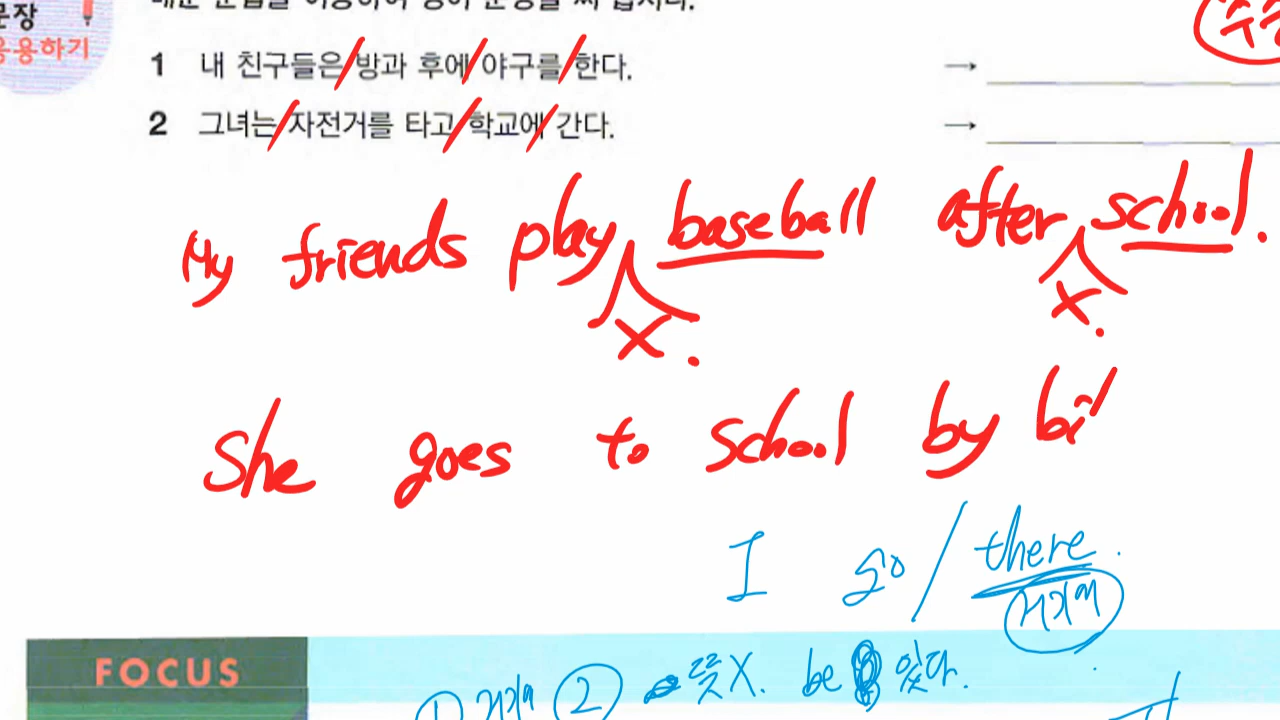 문장
응용하기
1 내 친구들은/방과 후에/야구를/한다. →
2 그녀는/자전거를 타고/학교에/간다. →
My friends play baseball after school.
X. X.
She goes to school by bi
I go / there.
거기에
FOCUS
① 거기에 ② 뜻X. be 있다.